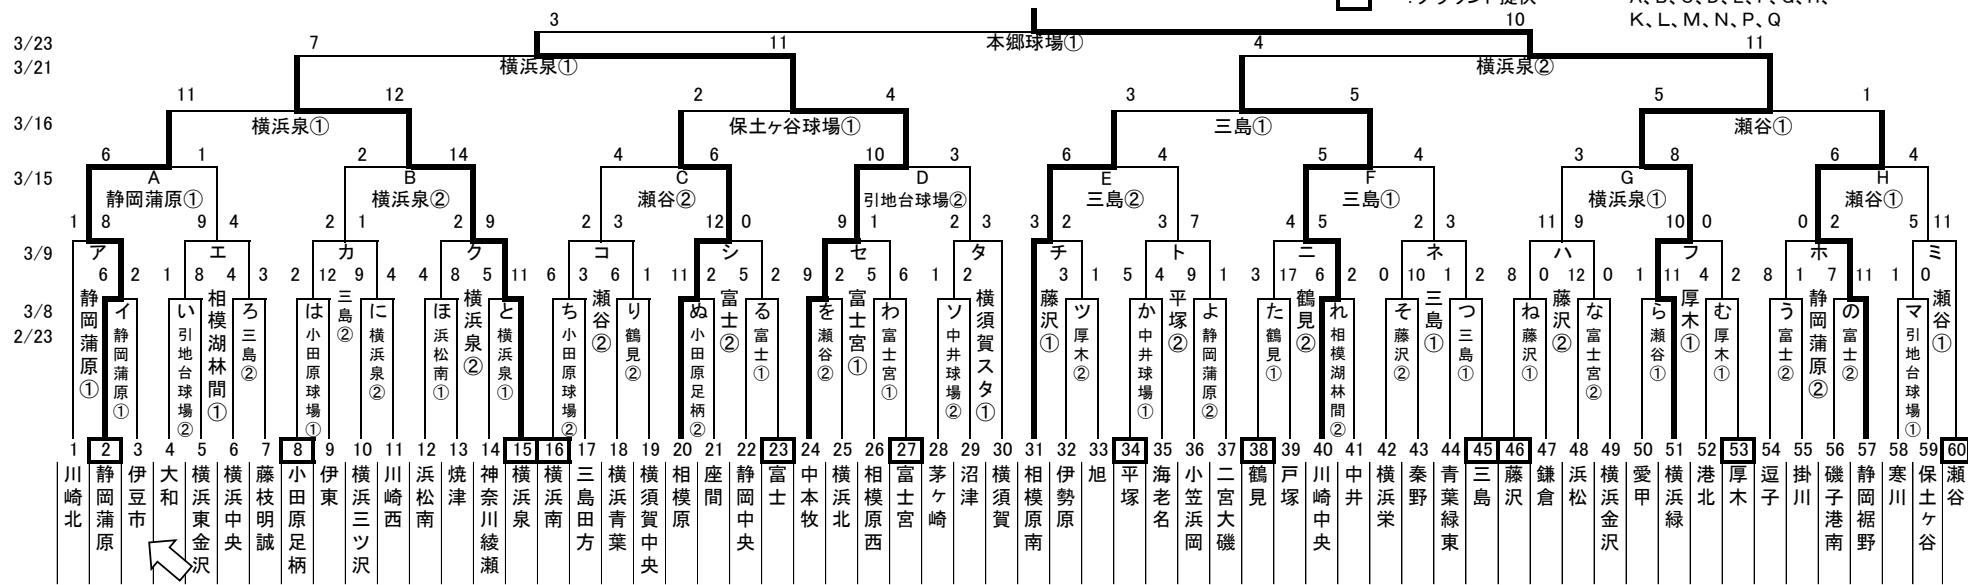 :グラウンド提供
K、L、M、N、P、Q
3 10
3/23 7 11 本郷球場① 4 11
3/21 横浜泉① 横浜泉②
11 12 2 4 3 5 5 1
3/16 横浜泉① 保土ヶ谷球場① 三島① 瀬谷①
6 1 2 14 4 6 10 3 6 4 5 4 3 8 6 4
3/15 A B C D E F G H
静岡蒲原① 横浜泉② 瀬谷② 引地台球場② 三島② 三島① 横浜泉① 瀬谷①
1 8 9 4 2 1 2 9 2 3 12 0 9 1 2 3 3 2 3 7 4 5 2 3 11 9 10 0 0 2 5 11
3/9 ア エ カ ク コ シ セ タ チ ト ニ ネ ハ フ ホ ミ
6 2 1 8 4 3 2 12 9 4 4 8 5 11 6 3 6 1 11 2 5 2 9 2 5 6 1 2 3 1 5 4 9 1 3 17 6 2 0 10 1 2 8 0 12 0 1 11 4 2 8 1 7 11 1 0
3/8
2/23
静岡蒲原①
イ 静岡蒲原①
い 引地台球場②
相模湖林間①
ろ 三島②
は 小田原球場①
三島②
に 横浜泉②
ほ 浜松南①
横浜泉②
と 横浜泉①
ち 小田原球場②
瀬谷②
り 鶴見②
ぬ 小田原足柄②
富士②
る 富士①
を 瀬谷②
富士宮①
わ 富士宮①
ソ 中井球場②
横須賀スタ①
藤沢①
ツ 厚木②
か 中井球場①
平塚②
よ 静岡蒲原②
た 鶴見①
鶴見②
れ 相模湖林間②
そ 藤沢②
三島①
つ 三島①
ね 藤沢①
藤沢②
な 富士宮②
ら 瀬谷①
厚木①
む 厚木①
う 富士②
静岡蒲原②
の 富士②
マ 引地台球場①
瀬谷①
1 川崎北
2 静岡蒲原
3 伊豆市
4 大和
5 横浜東金沢
6 横浜中央
7 藤枝明誠
8 小田原足柄
9 伊東
10 横浜三ツ沢
11 川崎西
12 浜松南
13 焼津
14 神奈川綾瀬
15 横浜泉
16 横浜南
17 三島田方
18 横浜青葉
19 横須賀中央
20 相模原
21 座間
22 静岡中央
23 富士
24 中本牧
25 横浜北
26 相模原西
27 富士宮
28 茅ヶ崎
29 沼津
30 横須賀
31 相模原南
32 伊勢原
33 旭
34 平塚
35 海老名
36 小笠浜岡
37 二宮大磯
38 鶴見
39 戸塚
40 川崎中央
41 中井
42 横浜栄
43 秦野
44 青葉緑東
45 三島
46 藤沢
47 鎌倉
48 浜松
49 横浜金沢
50 愛甲
51 横浜緑
52 港北
53 厚木
54 逗子
55 掛川
56 磯子港南
57 静岡裾野
58 寒川
59 保土ヶ谷
60 瀬谷